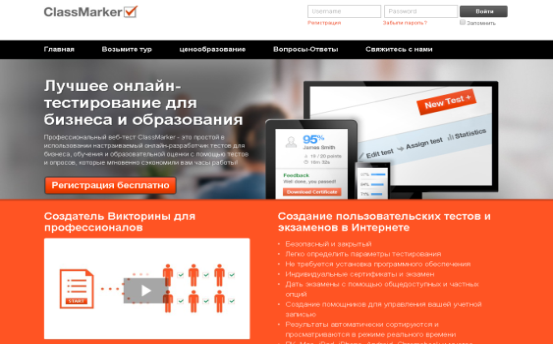 ClassMarker
Username
Password
Войти
Регистрация
Забыли пароль?
Запомнить
Главная
Возьмите тур
ценообразование
Вопросы-Ответы
Свяжитесь с нами
Лучшее онлайн-
тестирование для
бизнеса и образования
Профессиональный веб-тест ClassMarker - это простой в
использовании настраиваемый онлайн-разработчик тестов для
бизнеса, обучения и образовательной оценки с помощью тестов
и опросов, которые мгновенно сэкономили вам часы работы!
Регистрация бесплатно
95%
James Smith
19 / 20 points
Feedback
Well done, you passed!
Download Certificate
New Test +
Edit test
Assign test
Statistics
Создатель Викторины для
профессионалов
START
Создание пользовательских тестов и
экзаменов в Интернете
Безопасный и закрытый
Легко определить параметры тестирования
Не требуется установка программного обеспечения
Индивидуальные сертификаты и экзамен
Дать экзамены с помощью общедоступных и частных
опций
Создание помощников для управления вашей учетной
записью
Результаты автоматически сортируются и
просматриваются в режиме реального времени